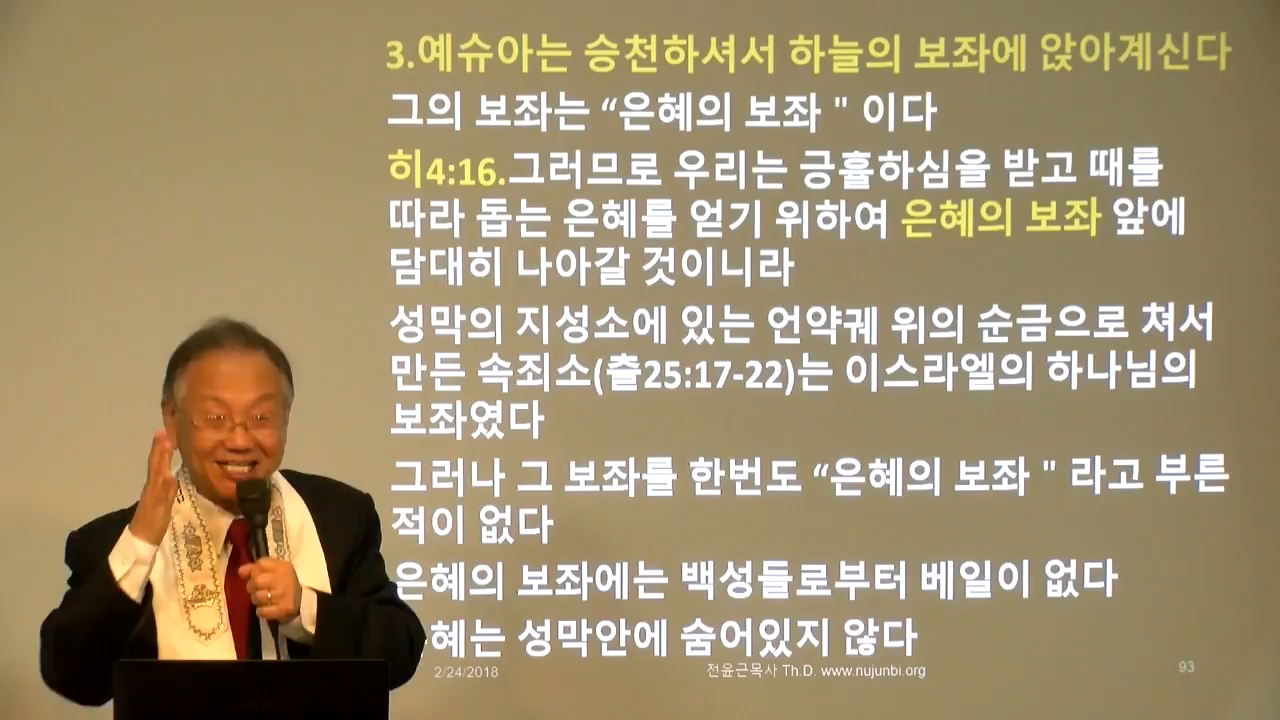 3.예슈아는 승천하셔서 하늘의 보좌에 앉아계신다
그의 보좌는 “은혜의 보좌 " 이다
히4:16.그러므로 우리는 긍휼하심을 받고 때를
따라 돕는 은혜를 얻기 위하여 은혜의 보좌 앞에
담대히 나아갈 것이니라
성막의 지성소에 있는 언약궤 위의 순금으로 쳐서
만든 속죄소(출25:17-22)는 이스라엘의 하나님의
보좌였다
그러나 그 보좌를 한번도 “은혜의 보좌 " 라고 부른
적이 없다
은혜의 보좌에는 백성들로부터 베일이 없다
혜는 성막안에 숨어있지 않다
2/24/2018 전윤근목사 Th.D. www.nujunbi.org 93